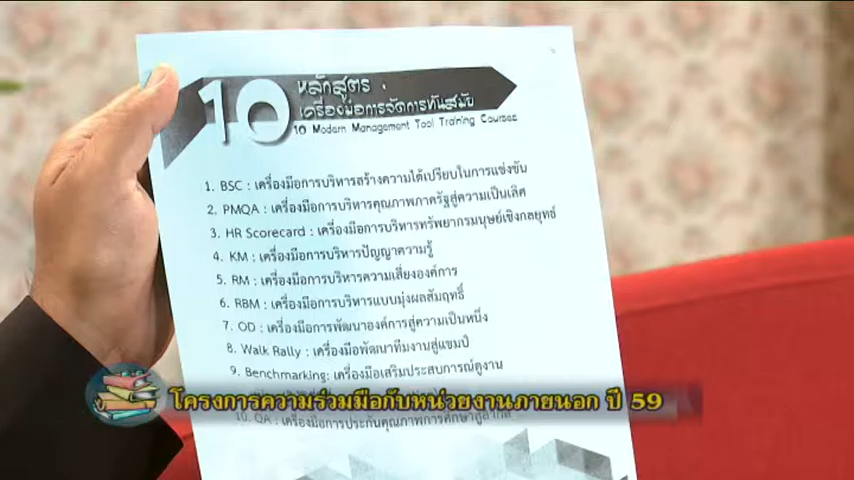 10 หลักสูตร :
เครื่องมือการจัดการทันสมัย
10 Modern Management Tool Training Courses
1. BSC : เครื่องมือการบริหารสร้างความได้เปรียบในการแข่งขัน
2. PMQA : เครื่องมือการบริหารคุณภาพภาครัฐสู่ความเป็นเลิศ
3. HR Scorecard : เครื่องมือการบริหารทรัพยากรมนุษย์เชิงกลยุทธ์
4. KM : เครื่องมือการบริหารปัญญาความรู้
5. RM : เครื่องมือการบริหารความเสี่ยงองค์การ
6. RBM : เครื่องมือการบริหารแบบมุ่งผลสัมฤทธิ์
7. OD : เครื่องมือการพัฒนาองค์การสู่ความเป็นหนึ่ง
8. Walk Rally : เครื่องมือพัฒนาทีมงานสู่แชมป์
9. Benchmarking: เครื่องมือเสริมประสบการณ์ดูงาน
โครงการความร่วมมือกับหน่วยงานภายนอก ปี 59
10. QA : เครื่องมือการประกันคุณภาพการศึกษาสู่สากล